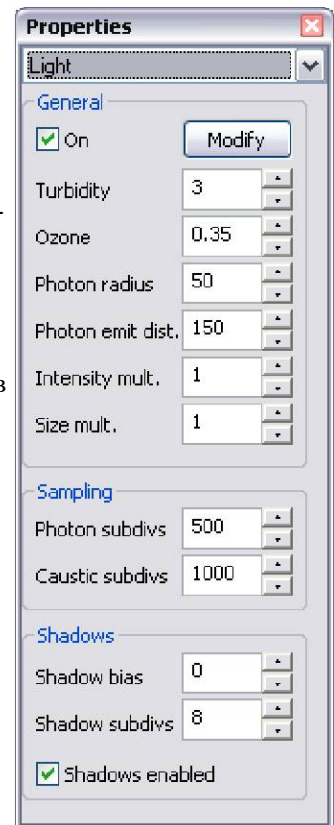 Properties
Light
General
On Modify
Turbidity 3
Ozone 0.35
Photon radius 50
Photon emit dist. 150
Intensity mult. 1
Size mult. 1
в
Sampling
Photon subdivs 500
Caustic subdivs 1000
Shadows
Shadow bias 0
Shadow subdivs 8
Shadows enabled